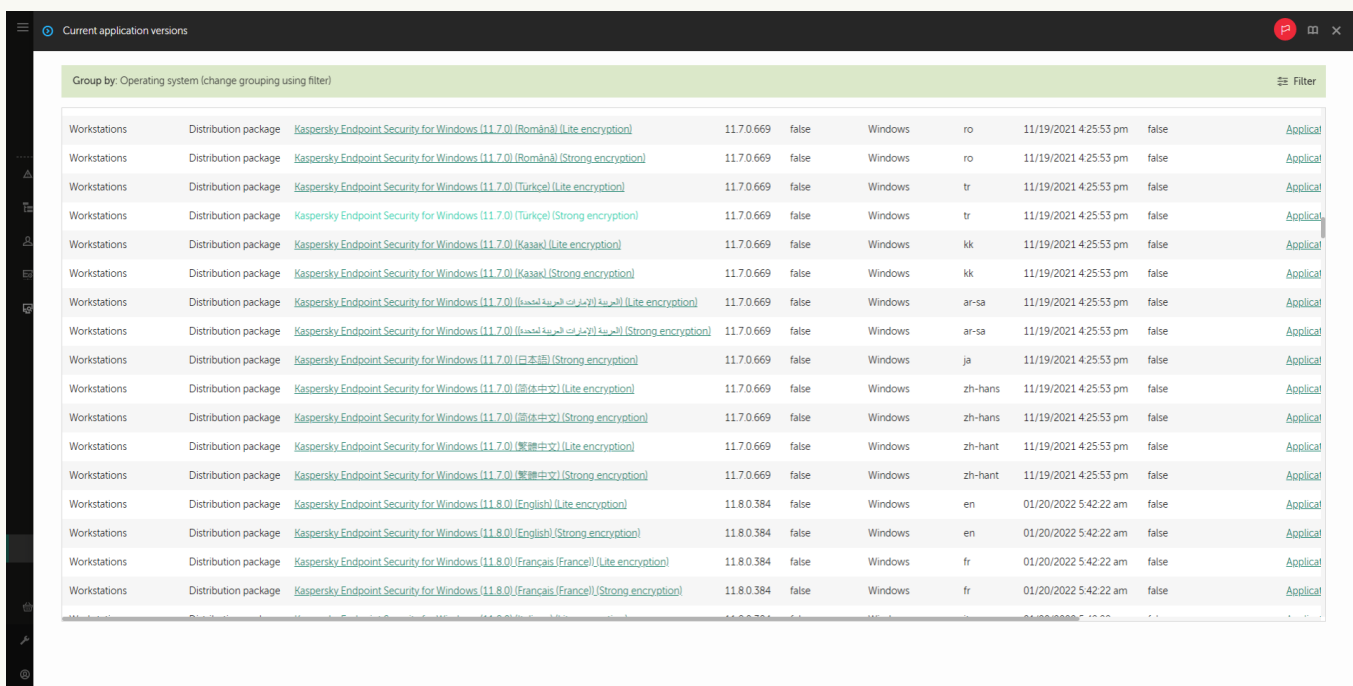 Current application versions
Group by: Operating system (change grouping using filter) Filter
Workstations Distribution package Kaspersky Endpoint Security for Windows (11.7.0) (Română) (Lite encryption) 11.7.0.669 false Windows ro 11/19/2021 4:25:53 pm false Applicat
Workstations Distribution package Kaspersky Endpoint Security for Windows (11.7.0) (Română) (Strong encryption) 11.7.0.669 false Windows ro 11/19/2021 4:25:53 pm false Applicat
Workstations Distribution package Kaspersky Endpoint Security for Windows (11.7.0) (Türkçe) (Lite encryption) 11.7.0.669 false Windows tr 11/19/2021 4:25:53 pm false Applicat
Workstations Distribution package Kaspersky Endpoint Security for Windows (11.7.0) (Türkçe) (Strong encryption) 11.7.0.669 false Windows tr 11/19/2021 4:25:53 pm false Applicat
Workstations Distribution package Kaspersky Endpoint Security for Windows (11.7.0) (Қазақ) (Lite encryption) 11.7.0.669 false Windows kk 11/19/2021 4:25:53 pm false Applicat
Workstations Distribution package Kaspersky Endpoint Security for Windows (11.7.0) (Қазақ) (Strong encryption) 11.7.0.669 false Windows kk 11/19/2021 4:25:53 pm false Applicat
Workstations Distribution package Kaspersky Endpoint Security for Windows (11.7.0) (العربية (الإمارات العربية المتحدة)) (Lite encryption) 11.7.0.669 false Windows ar-sa 11/19/2021 4:25:53 pm false Applicat
Workstations Distribution package Kaspersky Endpoint Security for Windows (11.7.0) (العربية (الإمارات العربية المتحدة)) (Strong encryption) 11.7.0.669 false Windows ar-sa 11/19/2021 4:25:53 pm false Applicat
Workstations Distribution package Kaspersky Endpoint Security for Windows (11.7.0) (日本語) (Strong encryption) 11.7.0.669 false Windows ja 11/19/2021 4:25:53 pm false Applicat
Workstations Distribution package Kaspersky Endpoint Security for Windows (11.7.0) (简体中文) (Lite encryption) 11.7.0.669 false Windows zh-hans 11/19/2021 4:25:53 pm false Applicat
Workstations Distribution package Kaspersky Endpoint Security for Windows (11.7.0) (简体中文) (Strong encryption) 11.7.0.669 false Windows zh-hans 11/19/2021 4:25:53 pm false Applicat
Workstations Distribution package Kaspersky Endpoint Security for Windows (11.7.0) (繁體中文) (Lite encryption) 11.7.0.669 false Windows zh-hant 11/19/2021 4:25:53 pm false Applicat
Workstations Distribution package Kaspersky Endpoint Security for Windows (11.7.0) (繁體中文) (Strong encryption) 11.7.0.669 false Windows zh-hant 11/19/2021 4:25:53 pm false Applicat
Workstations Distribution package Kaspersky Endpoint Security for Windows (11.8.0) (English) (Lite encryption) 11.8.0.384 false Windows en 01/20/2022 5:42:22 am false Applicat
Workstations Distribution package Kaspersky Endpoint Security for Windows (11.8.0) (English) (Strong encryption) 11.8.0.384 false Windows en 01/20/2022 5:42:22 am false Applicat
Workstations Distribution package Kaspersky Endpoint Security for Windows (11.8.0) (Francais (France)) (Lite encryption) 11.8.0.384 false Windows fr 01/20/2022 5:42:22 am false Applicat
Workstations Distribution package Kaspersky Endpoint Security for Windows (11.8.0) (Francais (France)) (Strong encryption) 11.8.0.384 false Windows fr 01/20/2022 5:42:22 am false Applicat